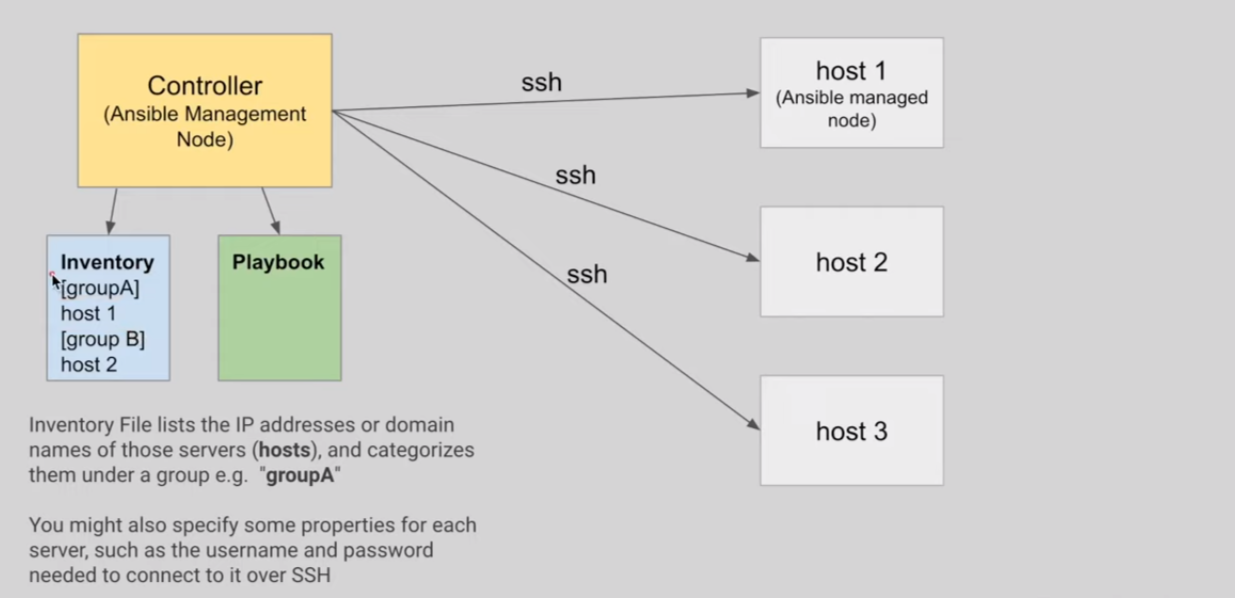 Controller
(Ansible Management
Node)
ssh
host 1
(Ansible managed
node)
ssh
host 2
ssh
host 3
Inventory
[groupA]
host 1
[group B]
host 2
Playbook
Inventory File lists the IP addresses or domain
names of those servers (hosts), and categorizes
them under a group e.g.  "groupA"
You might also specify some properties for each
server, such as the username and password
needed to connect to it over SSH